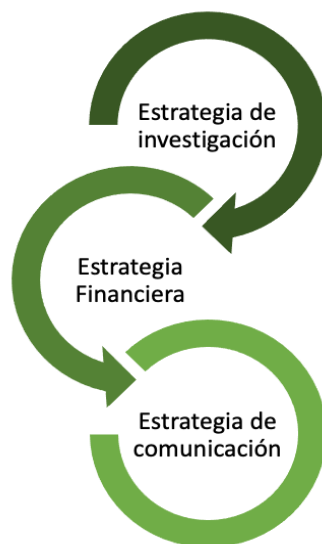 Estrategia de
investigación
Estrategia
Financiera
Estrategia de
comunicación